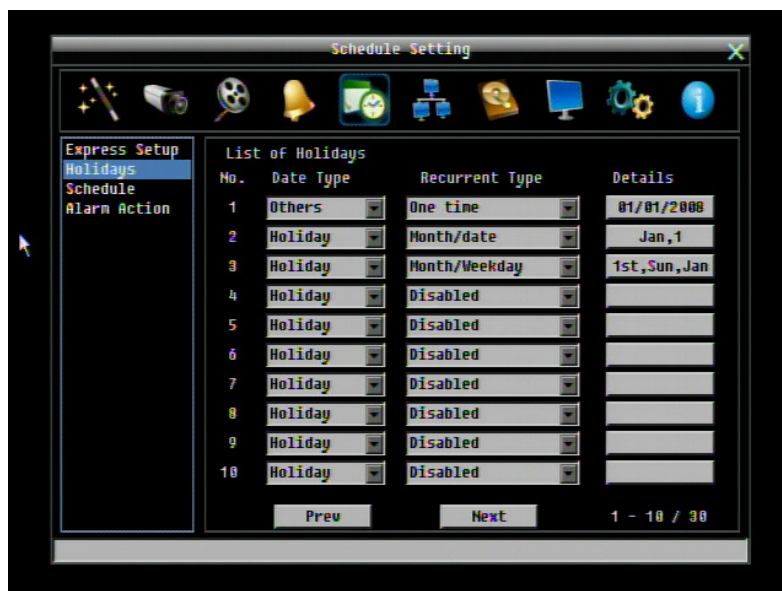 Schedule Setting
X
Express Setup
Holidays
Schedule
Alarm Action
List of Holidays
No. Date Type Recurrent Type Details
1 Others One time 01/01/2008
2 Holiday Month/date Jan,1
3 Holiday Month/Weekday 1st,Sun,Jan
4 Holiday Disabled
5 Holiday Disabled
6 Holiday Disabled
7 Holiday Disabled
8 Holiday Disabled
9 Holiday Disabled
10 Holiday Disabled
Prev Next 1 - 10 / 30